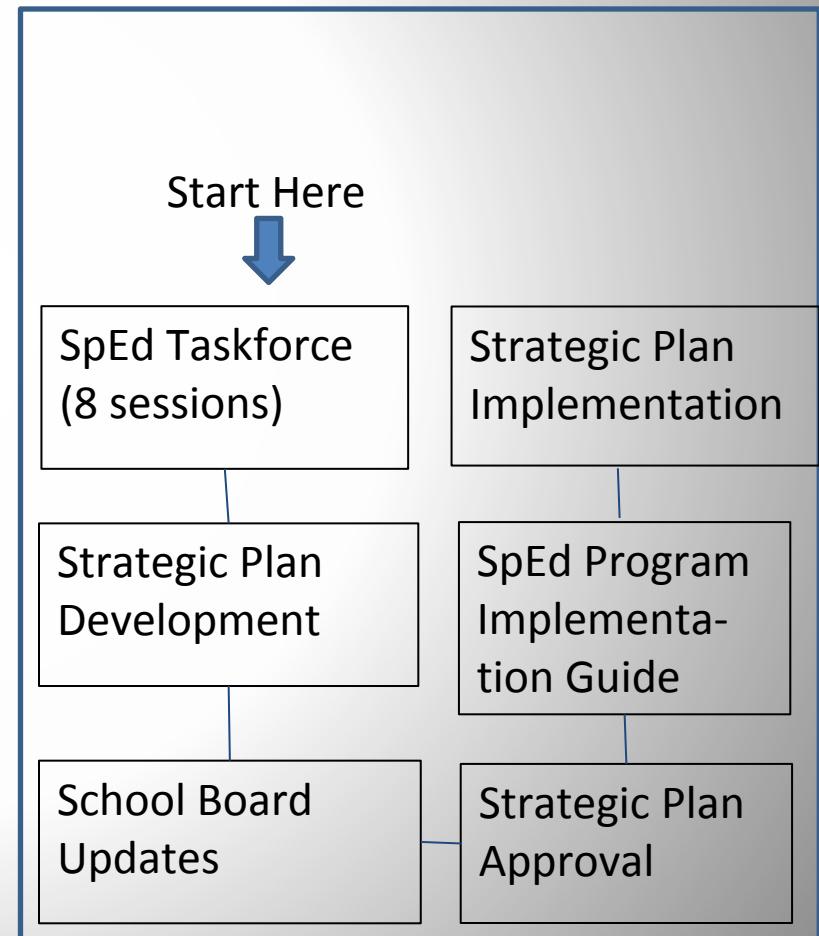 Start Here
SpEd Taskforce
(8 sessions)
Strategic Plan
Development
School Board
Updates
Strategic Plan
Approval
SpEd Program
Implementa-
tion Guide
Strategic Plan
Implementation